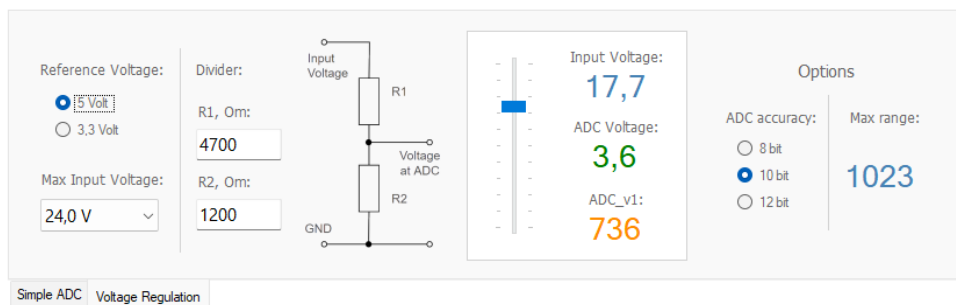 Reference Voltage:
5 Volt
3,3 Volt
Max Input Voltage:
24,0 V
Divider:
R1, Om:
4700
R2, Om:
1200
Input
Voltage
R1
Voltage
at ADC
R2
GND
Input Voltage:
17,7
ADC Voltage:
3,6
ADC_v1:
736
Options
ADC accuracy:
8 bit
10 bit
12 bit
Max range:
1023
Simple ADC
Voltage Regulation